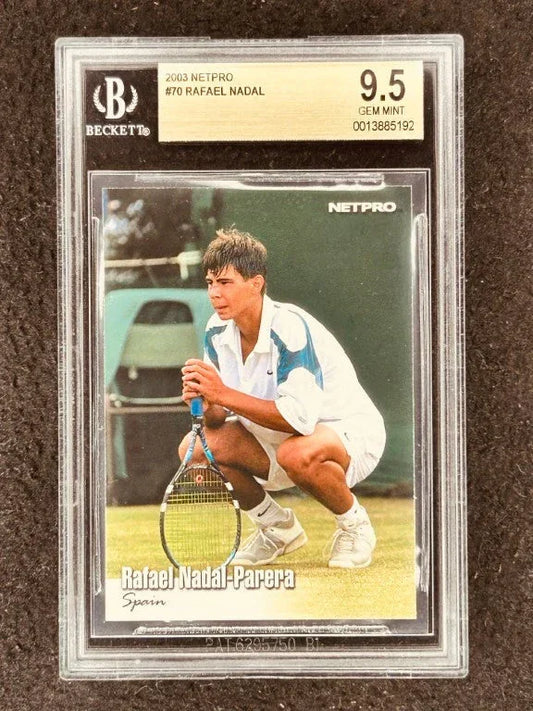 2003 NETPRO
#70 RAFAEL NADAL
9.5
GEM MINT
0013885192
B
BECKETT®
NETPRO
Rafael Nadal-Parera
Spain